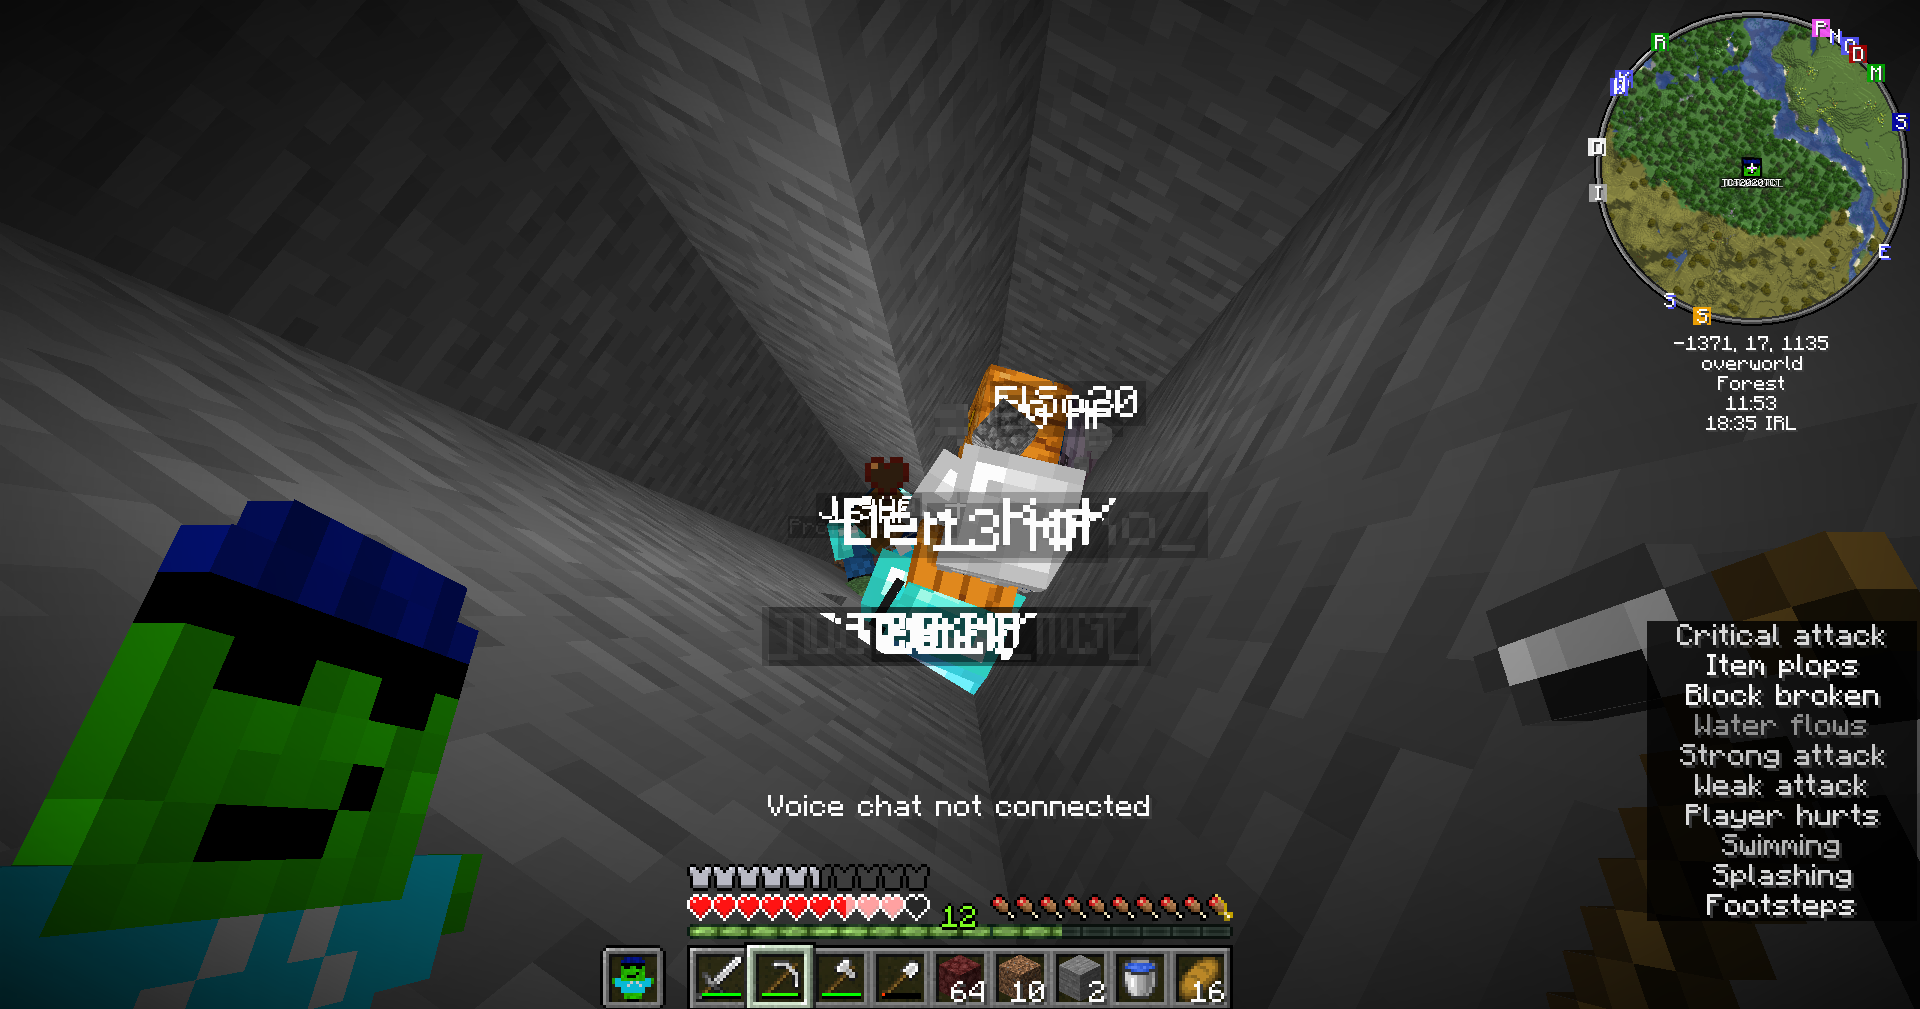 R
P
N
D
M
W
S
n
I
TCT2020TCT
E
S
S
-1371, 17, 1135
overworld
Forest
11:53
18:35 IRL
Critical attack
Item plops
Block broken
Water flows
Strong attack
Weak attack
Player hurts
Swimming
Splashing
Footsteps
Voice chat not connected
12
64
10
2
16